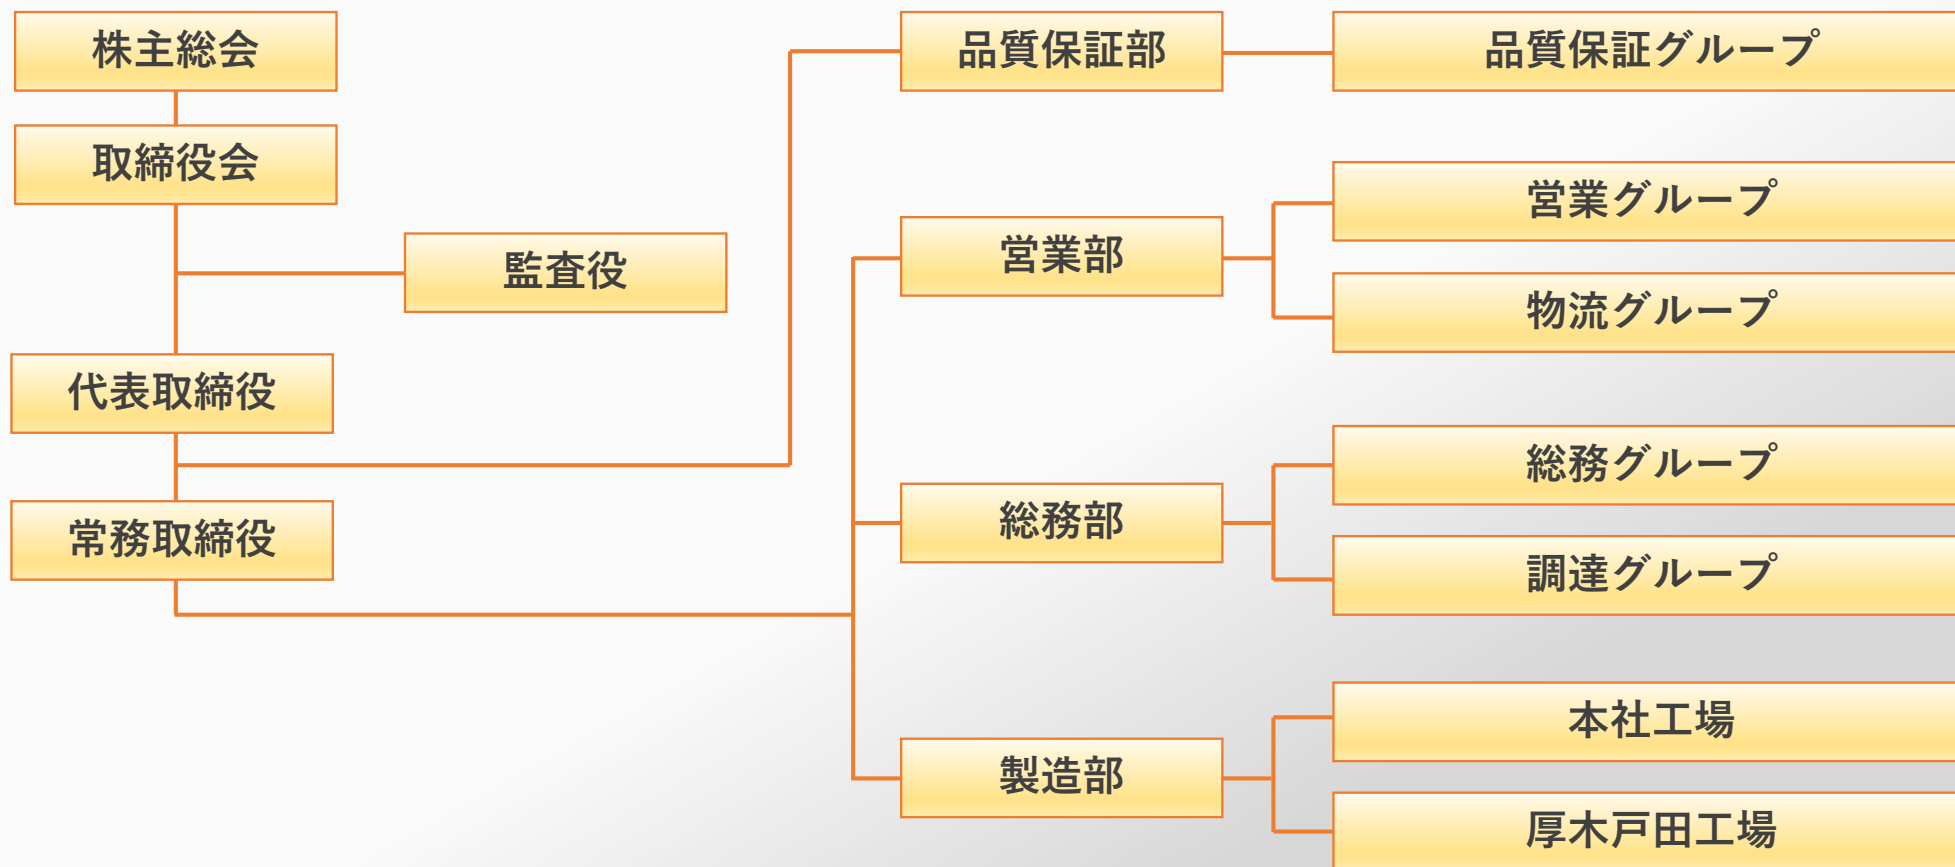 株主総会
取締役会
監査役
代表取締役
常務取締役
品質保証部
品質保証グループ
営業部
営業グループ
物流グループ
総務部
総務グループ
調達グループ
製造部
本社工場
厚木戸田工場